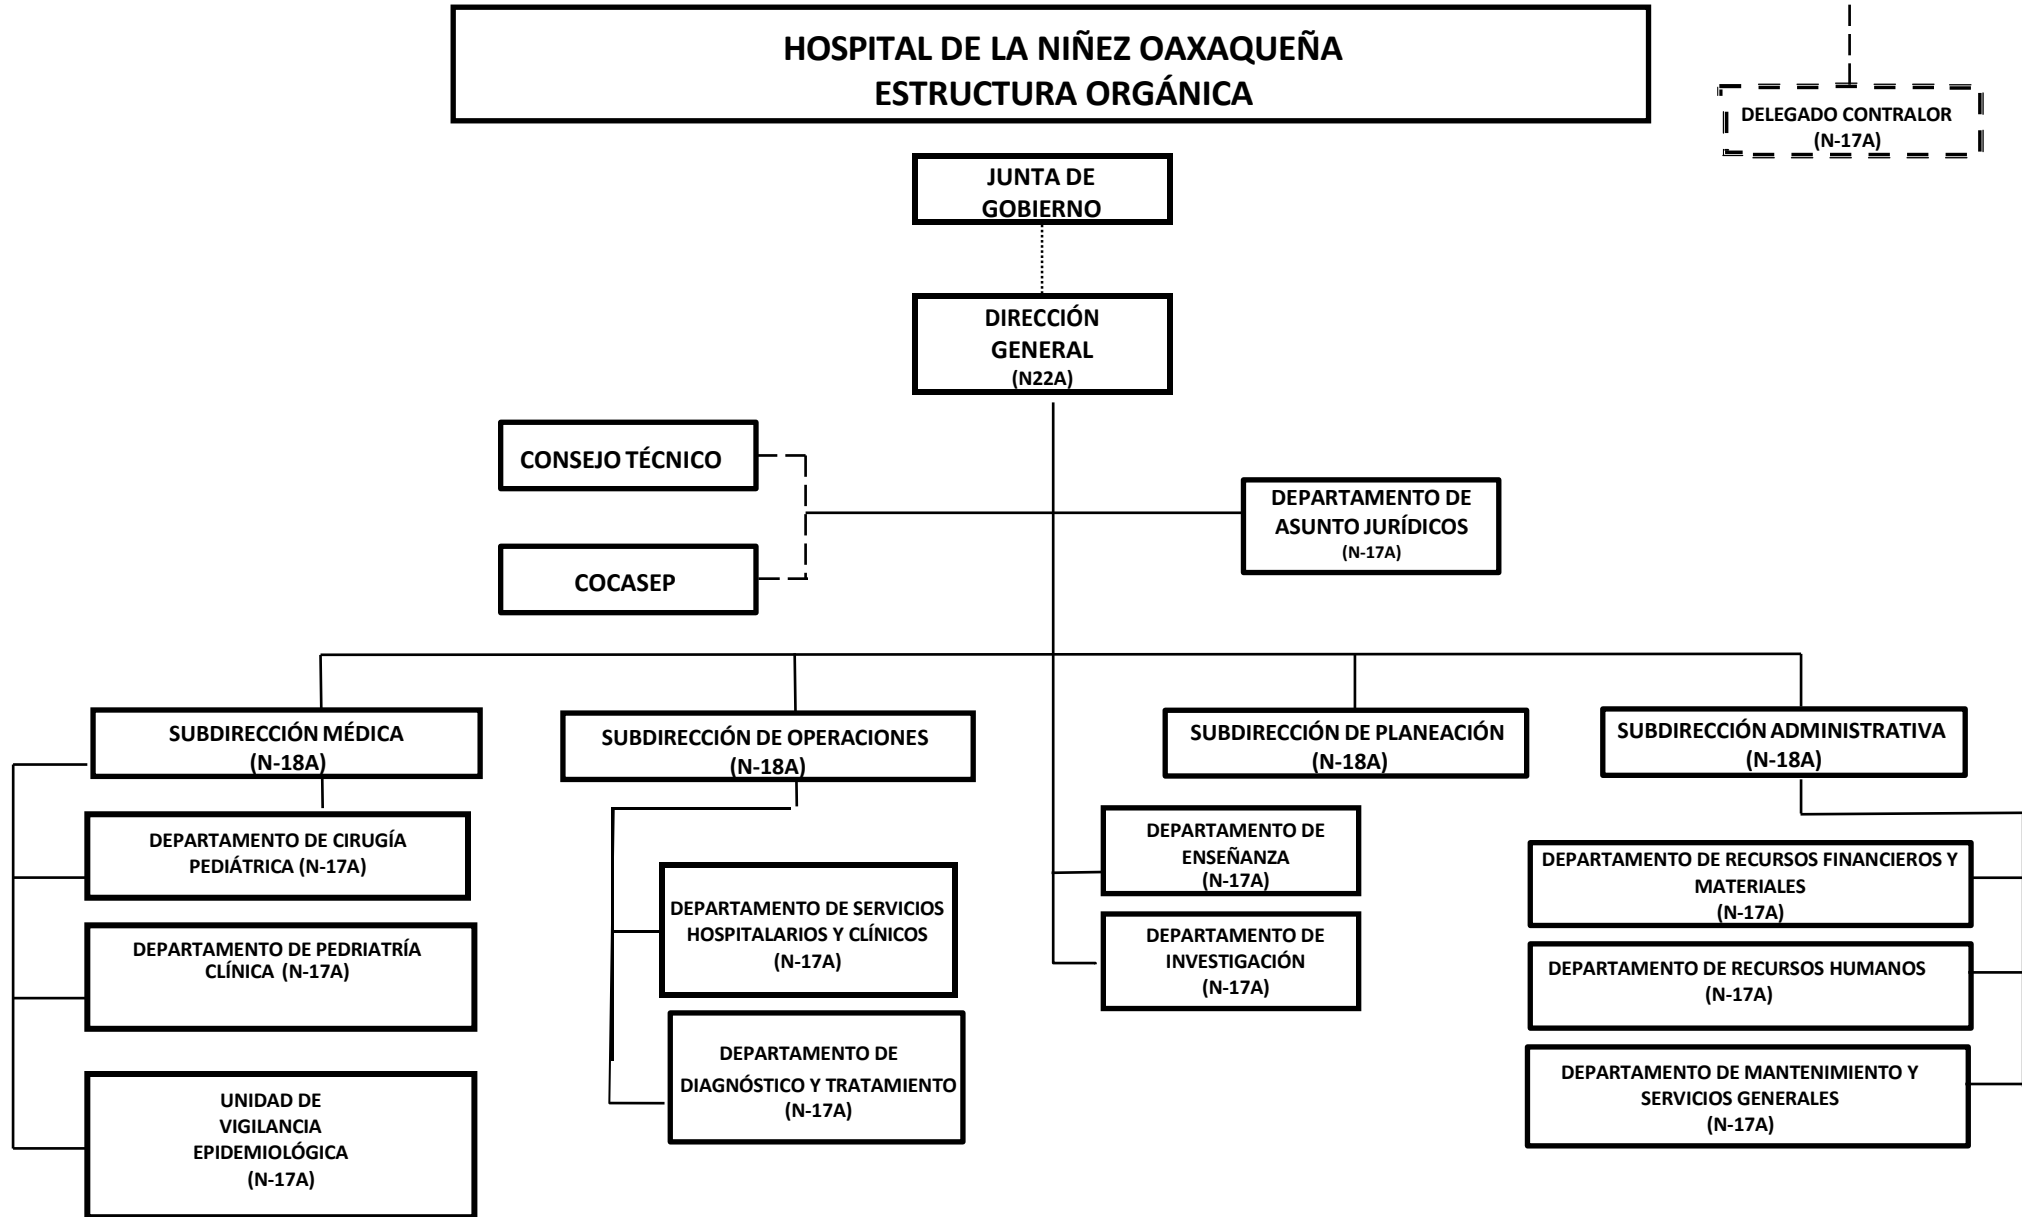 HOSPITAL DE LA NIÑEZ OAXAQUEÑA
ESTRUCTURA ORGÁNICA
DELEGADO CONTRALOR
(N-17A)
JUNTA DE
GOBIERNO
DIRECCIÓN
GENERAL
(N22A)
CONSEJO TÉCNICO
COCASEP
DEPARTAMENTO DE
ASUNTO JURÍDICOS
(N-17A)
SUBDIRECCIÓN MÉDICA
(N-18A)
DEPARTAMENTO DE CIRUGÍA
PEDIÁTRICA (N-17A)
DEPARTAMENTO DE PEDRIATRÍA
CLÍNICA (N-17A)
UNIDAD DE
VIGILANCIA
EPIDEMIOLÓGICA
(N-17A)
SUBDIRECCIÓN DE OPERACIONES
(N-18A)
DEPARTAMENTO DE SERVICIOS
HOSPITALARIOS Y CLÍNICOS
(N-17A)
DEPARTAMENTO DE
DIAGNÓSTICO Y TRATAMIENTO
(N-17A)
SUBDIRECCIÓN DE PLANEACIÓN
(N-18A)
DEPARTAMENTO DE
ENSEÑANZA
(N-17A)
DEPARTAMENTO DE
INVESTIGACIÓN
(N-17A)
SUBDIRECCIÓN ADMINISTRATIVA
(N-18A)
DEPARTAMENTO DE RECURSOS FINANCIEROS Y
MATERIALES
(N-17A)
DEPARTAMENTO DE RECURSOS HUMANOS
(N-17A)
DEPARTAMENTO DE MANTENIMIENTO Y
SERVICIOS GENERALES
(N-17A)